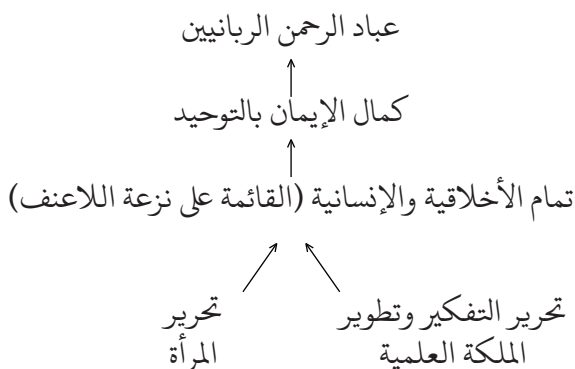 عباد الرحمن الربانيين
كمال الإيمان بالتوحيد
تمام الأخلاقية والإنسانية (القائمة على نزعة اللاعنف)
تحرير التفكير وتطوير
الملكة العلمية
تحرير
المرأة